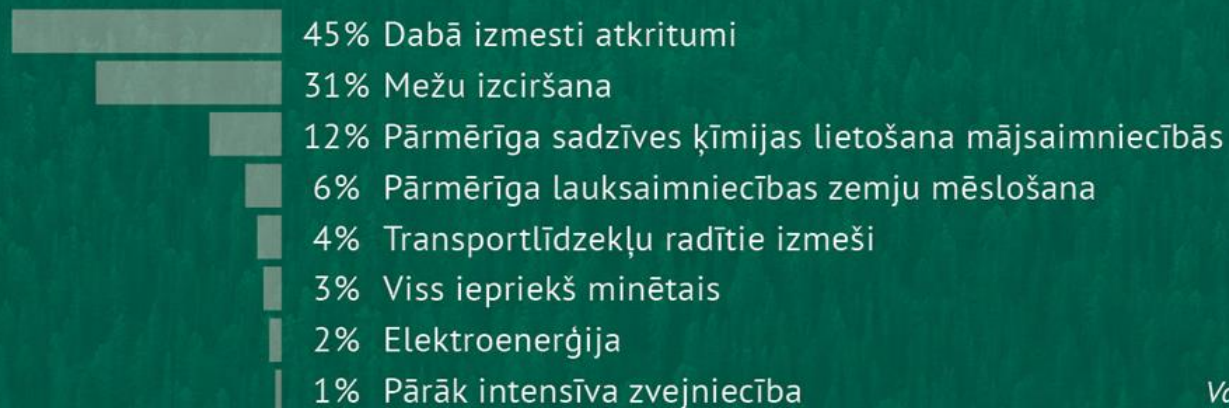 45% Dabā izmesti atkritumi
31% Mežu izciršana
12% Pārmērīga sadzīves ķīmijas lietošana mājsaimniecībās
6% Pārmērīga lauksaimniecības zemju mēslošana
4% Transportlīdzekļu radītie izmeši
3% Viss iepriekš minētais
2% Elektroenerģija
1% Pārāk intensīva zvejniecība